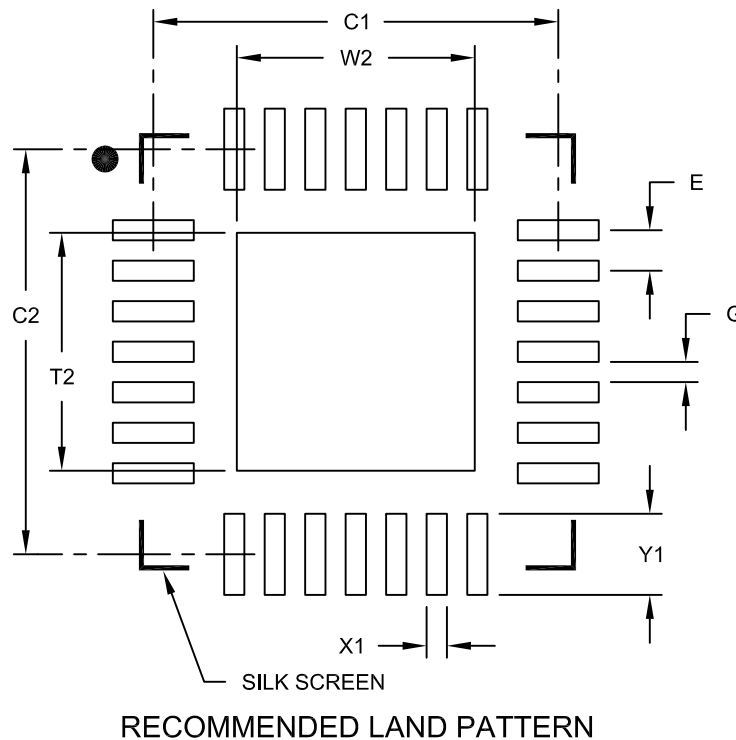 C1
W2
E
C2
G
T2
Y1
X1
SILK SCREEN
RECOMMENDED LAND PATTERN